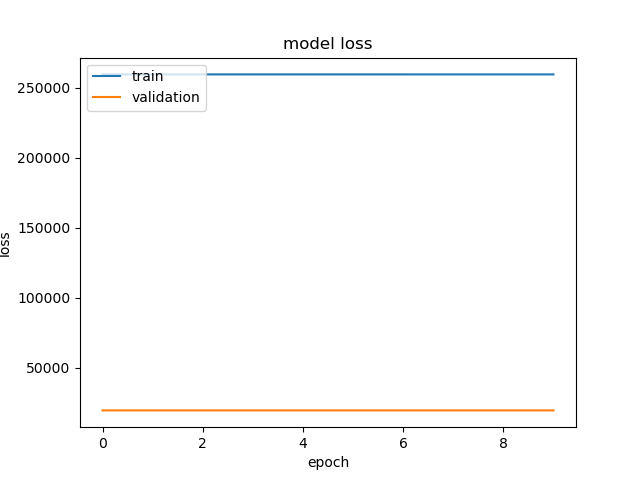 model loss
train
validation
250000
200000
150000
100000
50000
loss
0 2 4 6 8
epoch